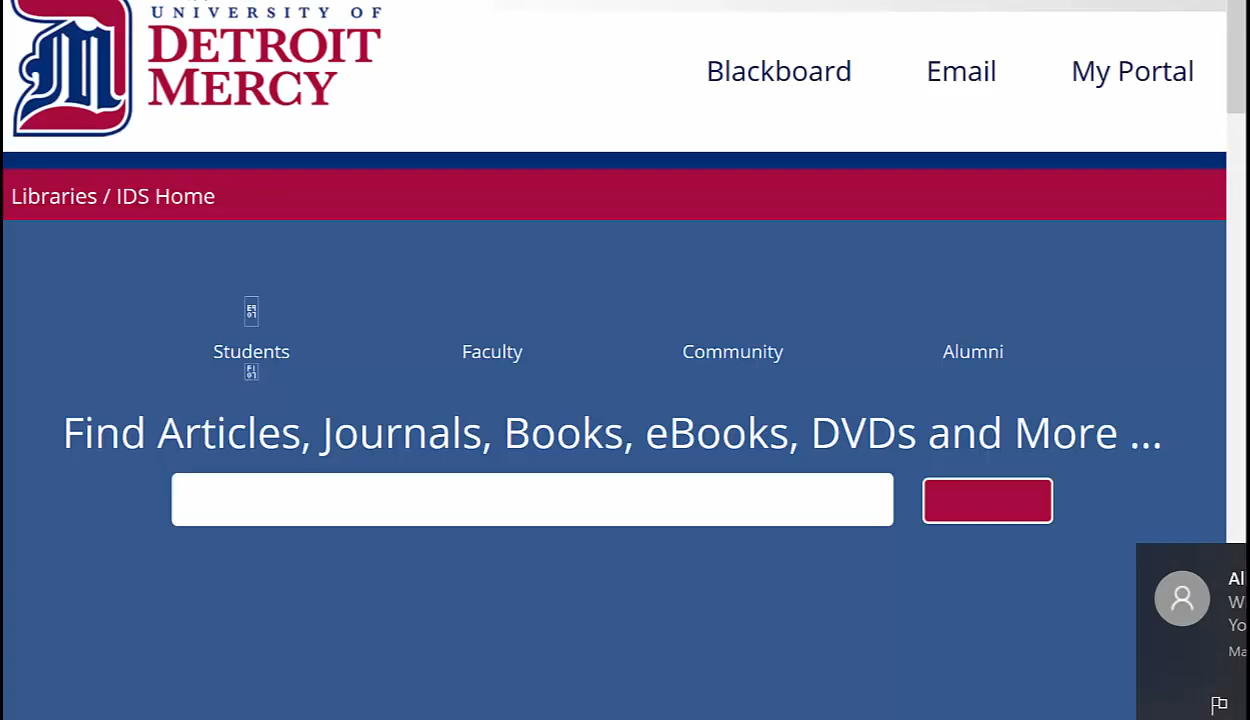 UNIVERSITY OF
DETROIT
MERCY
Blackboard Email My Portal
Libraries / IDS Home
Students Faculty Community Alumni
Find Articles, Journals, Books, eBooks, DVDs and More ...